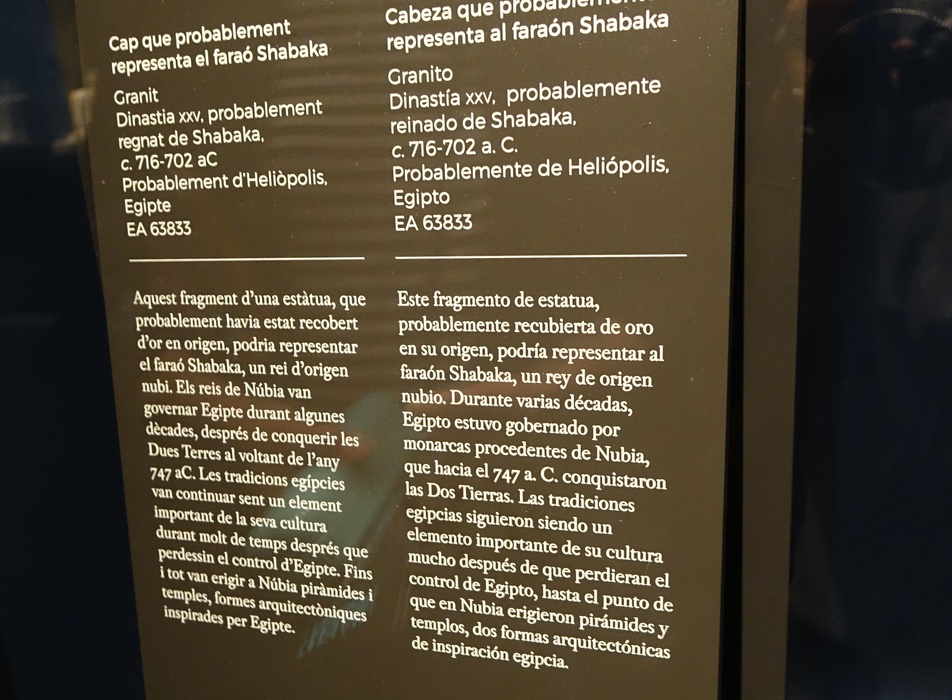 Cap que probablement
representa el faraó Shabaka
Granit
Dinastia XXV, probablement
regnat de Shabaka,
c. 716-702 aC
Probablement d'Heliòpolis,
Egipte
EA 63833
Aquest fragment d'una estàtua, que
probablement havia estat recobert
d'or en origen, podria representar
el faraó Shabaka, un rei d'origen
nubi. Els reis de Núbia van
governar Egipte durant algunes
dècades, després de conquerir les
Dues Terres al voltant de l'any
747 aC. Les tradicions egípcies
van continuar sent un element
important de la seva cultura
durant molt de temps després que
perdessin el control d'Egipte. Fins
i tot van erigir a Núbia piràmides i
temples, formes arquitectòniques
inspirades per Egipte.
Cabeza que probablemente
representa al faraón Shabaka
Granito
Dinastía XXV, probablemente
reinado de Shabaka,
c. 716-702 a. C.
Probablemente de Heliópolis,
Egipto
EA 63833
Este fragmento de estatua,
probablemente recubierta de oro
en su origen, podría representar al
faraón Shabaka, un rey de origen
nubio. Durante varias décadas,
Egipto estuvo gobernado por
monarcas procedentes de Nubia,
que hacia el 747 a. C. conquistaron
las Dos Tierras. Las tradiciones
egipcias siguieron siendo un
elemento importante de su cultura
mucho después de que perdieran el
control de Egipto, hasta el punto de
que en Nubia erigieron pirámides y
templos, dos formas arquitectónicas
de inspiración egipcia.